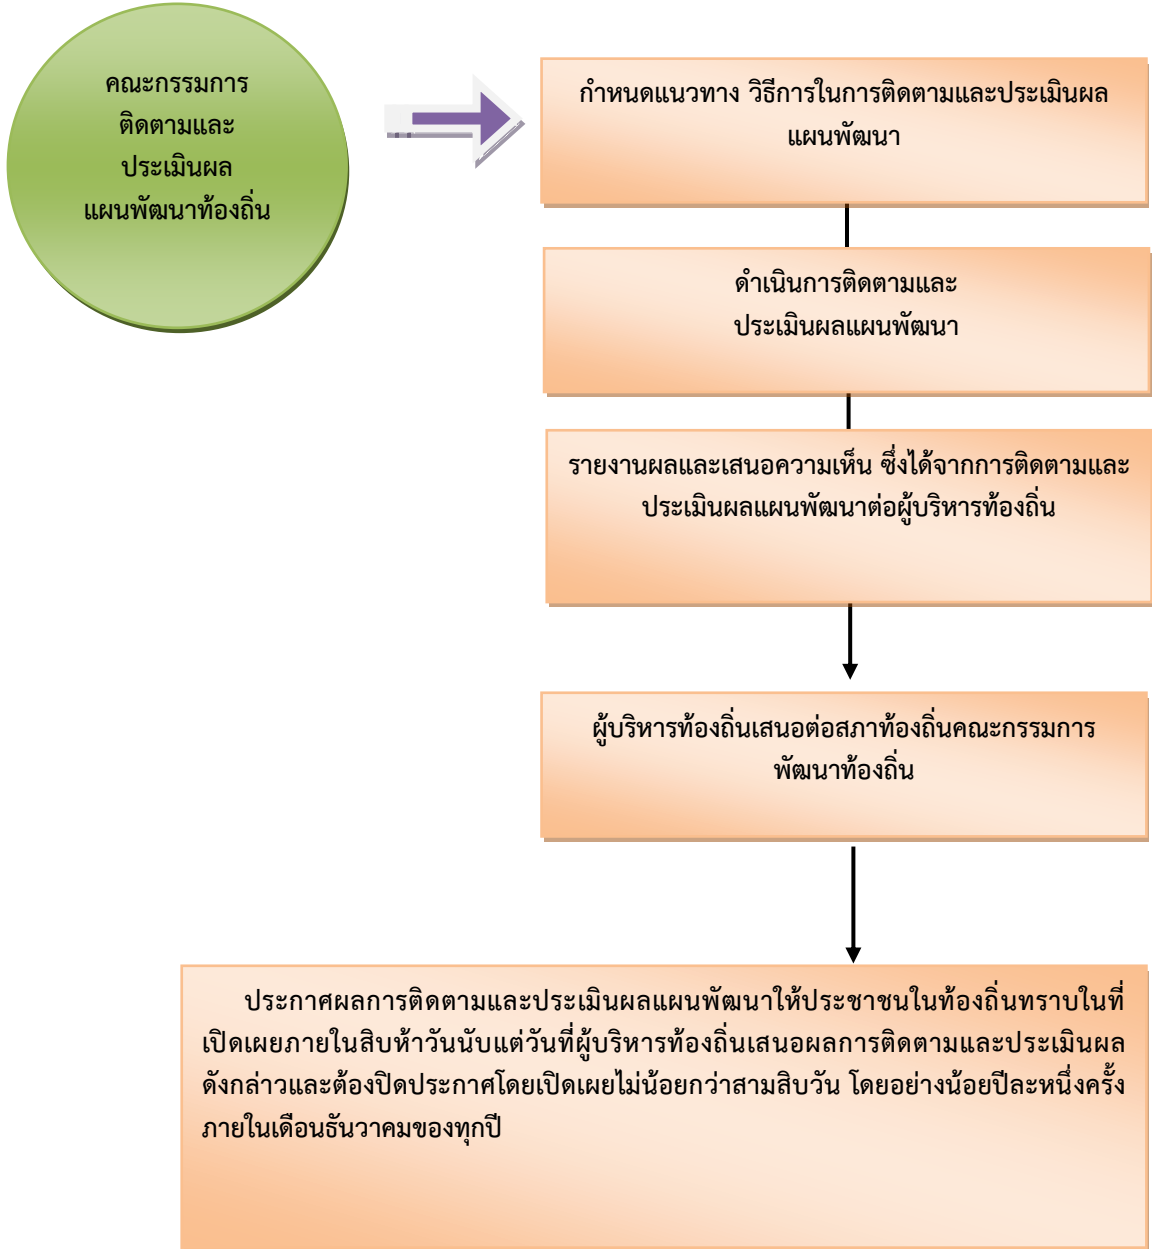 คณะกรรมการ
ติดตามและ
ประเมินผล
แผนพัฒนาท้องถิ่น
กำหนดแนวทาง วิธีการในการติดตามและประเมินผล
แผนพัฒนา
ดำเนินการติดตามและ
ประเมินผลแผนพัฒนา
รายงานผลและเสนอความเห็น ซึ่งได้จากการติดตามและ
ประเมินผลแผนพัฒนาต่อผู้บริหารท้องถิ่น
ผู้บริหารท้องถิ่นเสนอต่อสภาท้องถิ่นคณะกรรมการ
พัฒนาท้องถิ่น
ประกาศผลการติดตามและประเมินผลแผนพัฒนาให้ประชาชนในท้องถิ่นทราบในที่
เปิดเผยภายในสิบห้าวันนับแต่วันที่ผู้บริหารท้องถิ่นเสนอผลการติดตามและประเมินผล
ดังกล่าวและต้องปิดประกาศโดยเปิดเผยไม่น้อยกว่าสามสิบวัน โดยอย่างน้อยปีละหนึ่งครั้ง
ภายในเดือนธันวาคมของทุกปี